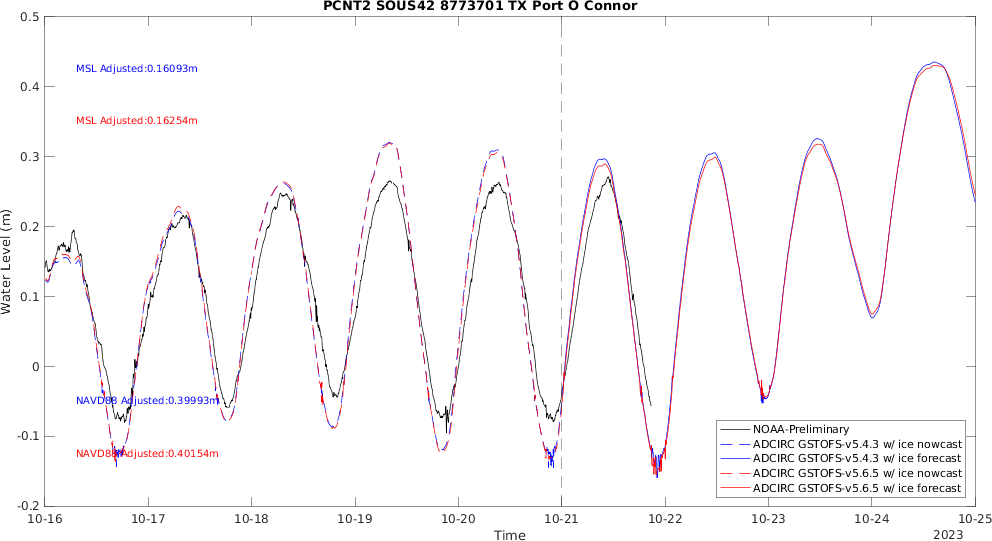 PCNT2 SOUS42 8773701 TX Port O Connor
0.5
0.4
0.3
0.2
0.1
0
-0.1
-0.2
Water Level (m)
MSL Adjusted:0.16093m
MSL Adjusted:0.16254m
NAVD88 Adjusted:0.39993m
NAVD88 Adjusted:0.40154m
NOAA-Preliminary
ADCIRC GSTOFS-v5.4.3 w/ ice nowcast
ADCIRC GSTOFS-v5.4.3 w/ ice forecast
ADCIRC GSTOFS-v5.6.5 w/ ice nowcast
ADCIRC GSTOFS-v5.6.5 w/ ice forecast
10-16 10-17 10-18 10-19 10-20 10-21 10-22 10-23 10-24 10-25
Time
2023